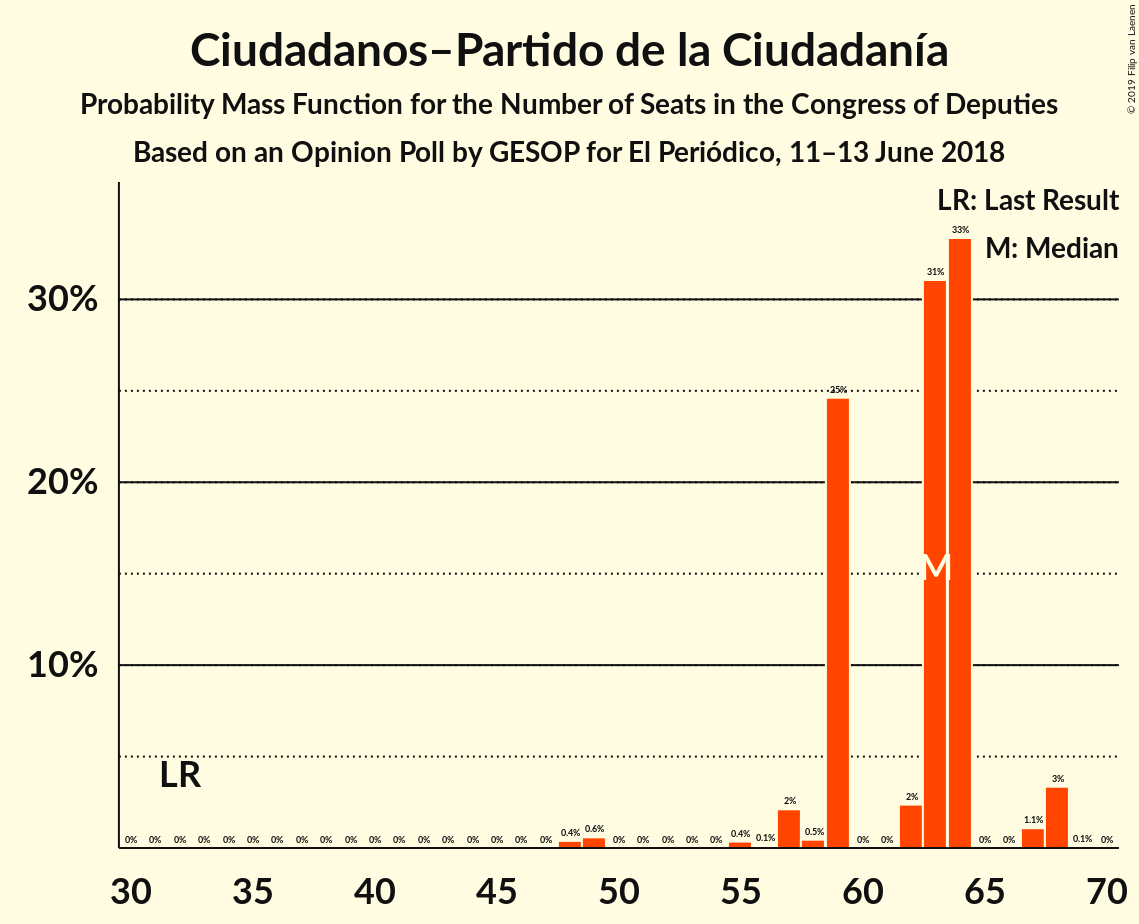 Ciudadanos–Partido de la Ciudadanía
Probability Mass Function for the Number of Seats in the Congress of Deputies
Based on an Opinion Poll by GESOP for El Periódico, 11–13 June 2018
© 2019 Filip van Laenen
LR: Last Result
M: Median
30%
20%
10%
33%
31%
25%
M
LR
0% 0% 0% 0% 0% 0% 0% 0% 0% 0% 0% 0% 0% 0% 0% 0% 0% 0% 0.4% 0.6% 0% 0% 0% 0% 0% 0.4% 0.1% 2% 0.5% 0% 0% 2% 0% 0% 1.1% 3% 0.1% 0%
30 35 40 45 50 55 60 65 70